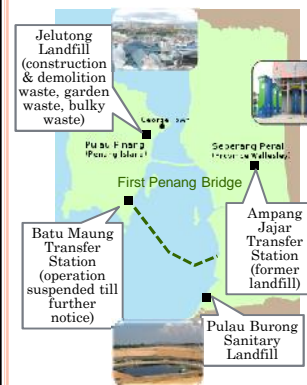 Jelutong
Landfill
(construction
& demolition
waste, garden
waste, bulky
waste)
George Town
Pulau Pinang
(Penang Island)
Seberang Perai
(Province Wellesley)
First Penang Bridge
Batu Maung
Transfer
Station
(operation
suspended till
further
notice)
Ampang
Jajar
Transfer
Station
(former
landfill)
Pulau Burong
Sanitary
Landfill